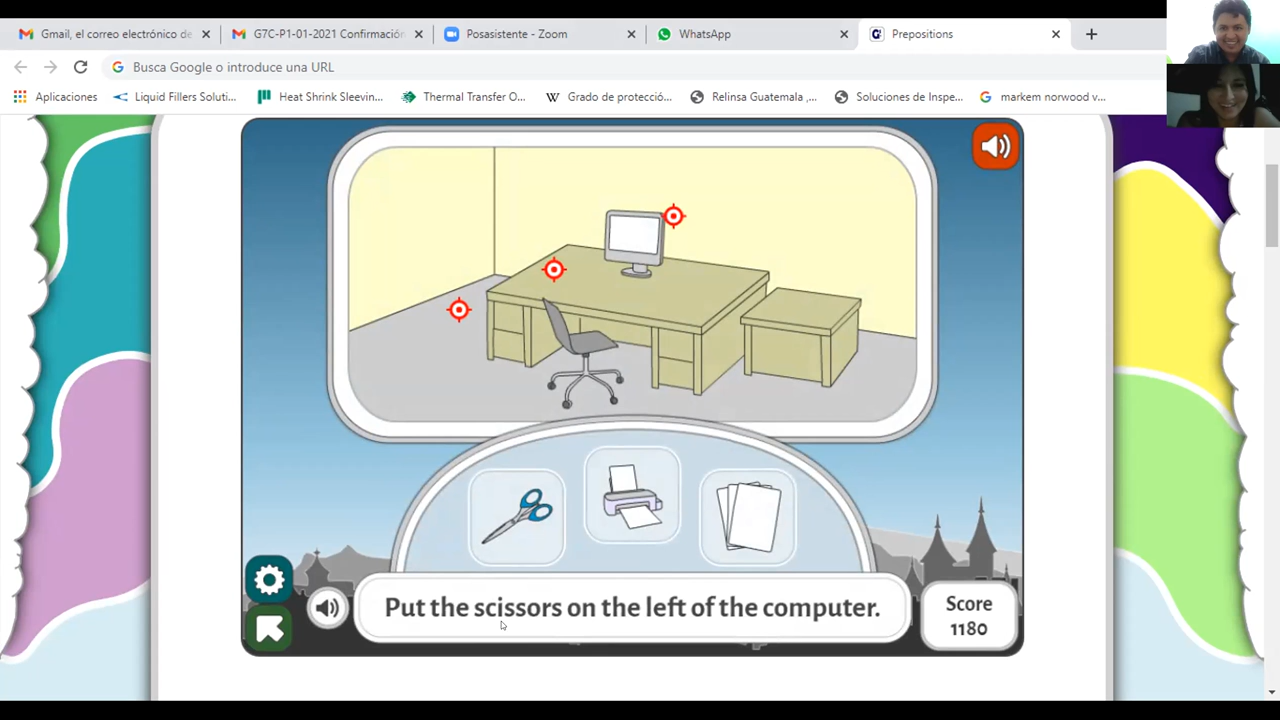 Gmail, el correo electrónico de
G7C-P1-01-2021 Confirmación
Posasistente - Zoom
WhatsApp
Prepositions
Busca Google o introduce una URL
Aplicaciones
Liquid Fillers Soluti...
Heat Shrink Sleevin...
Thermal Transfer O...
Grado de protecció...
Relinsa Guatemala ,...
Soluciones de Inspe...
markem norwood v...
Put the scissors on the left of the computer.
Score
1180